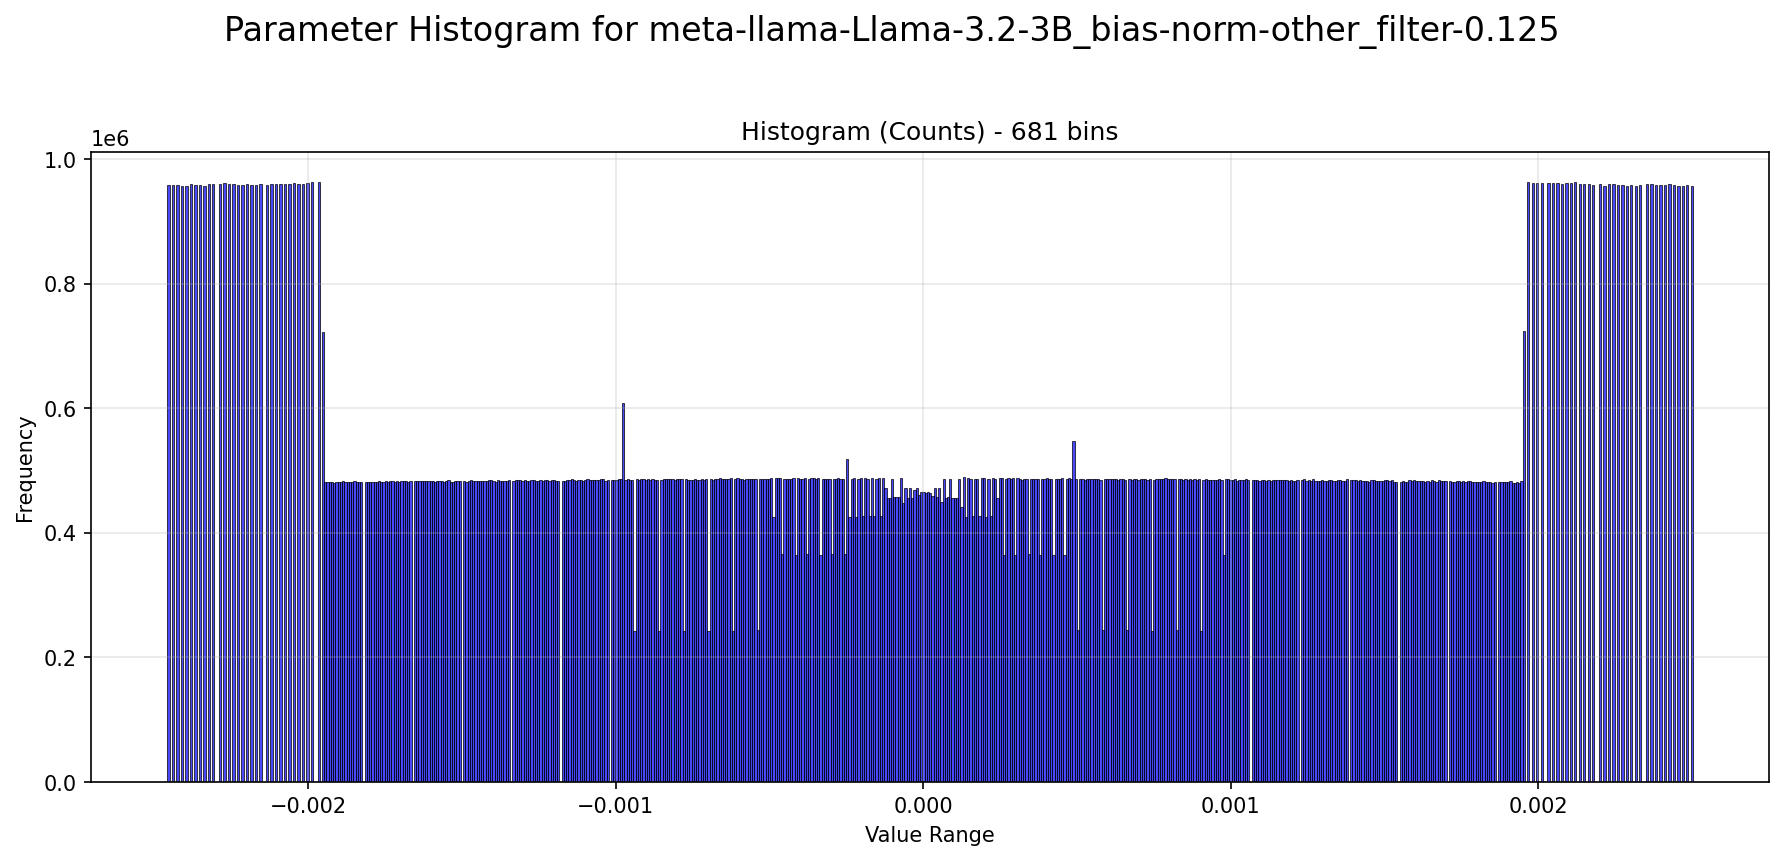 Parameter Histogram for meta-llama-Llama-3.2-3B_bias-norm-other_filter-0.125
Histogram (Counts) - 681 bins
1e6
1.0
0.8
0.6
0.4
0.2
0.0
Frequency
−0.002 −0.001 0.000 0.001 0.002
Value Range